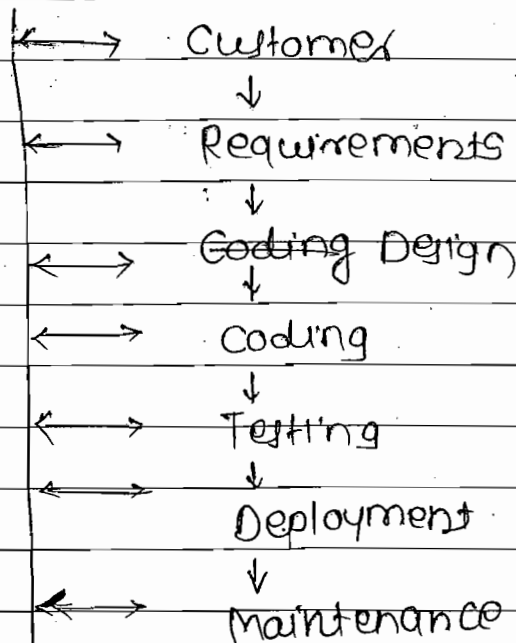 Customer
↓
Requirements
↓
~~Coding~~ Design
↓
Coding
↓
Testing
↓
Deployment
↓
Maintenance